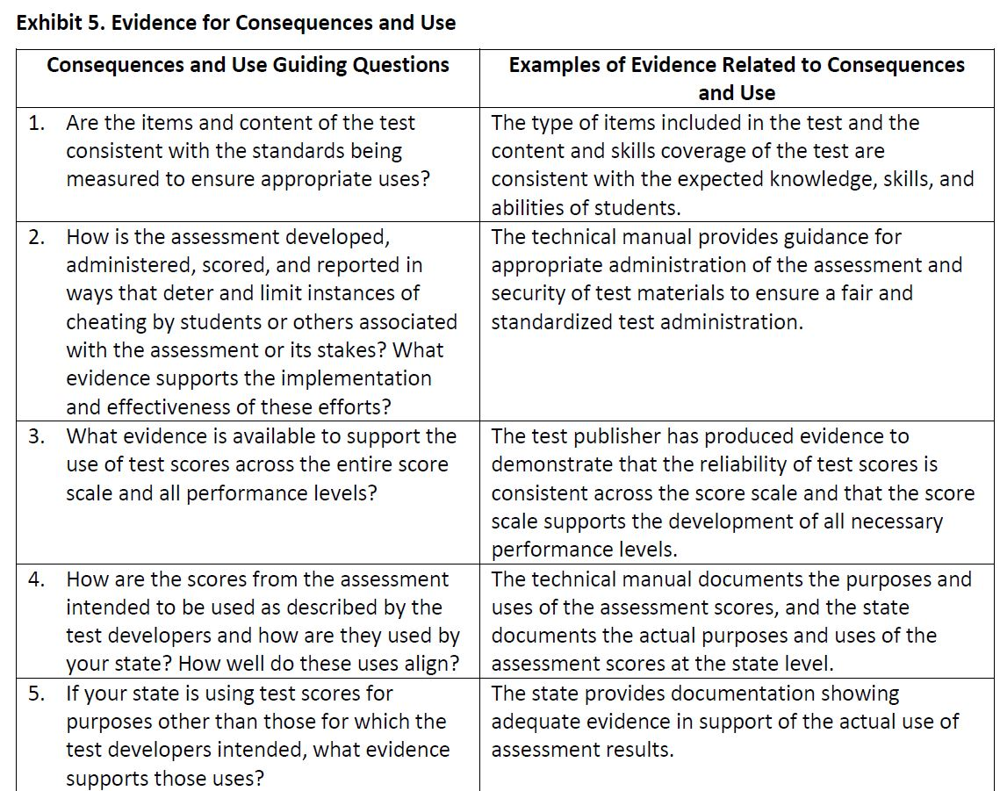 Exhibit 5. Evidence for Consequences and Use
Consequences and Use Guiding Questions
Examples of Evidence Related to Consequences
and Use
1. Are the items and content of the test
consistent with the standards being
measured to ensure appropriate uses?
The type of items included in the test and the
content and skills coverage of the test are
consistent with the expected knowledge, skills, and
abilities of students.
2. How is the assessment developed,
administered, scored, and reported in
ways that deter and limit instances of
cheating by students or others associated
with the assessment or its stakes? What
evidence supports the implementation
and effectiveness of these efforts?
The technical manual provides guidance for
appropriate administration of the assessment and
security of test materials to ensure a fair and
standardized test administration.
3. What evidence is available to support the
use of test scores across the entire score
scale and all performance levels?
The test publisher has produced evidence to
demonstrate that the reliability of test scores is
consistent across the score scale and that the score
scale supports the development of all necessary
performance levels.
4. How are the scores from the assessment
intended to be used as described by the
test developers and how are they used by
your state? How well do these uses align?
The technical manual documents the purposes and
uses of the assessment scores, and the state
documents the actual purposes and uses of the
assessment scores at the state level.
5. If your state is using test scores for
purposes other than those for which the
test developers intended, what evidence
supports those uses?
The state provides documentation showing
adequate evidence in support of the actual use of
assessment results.